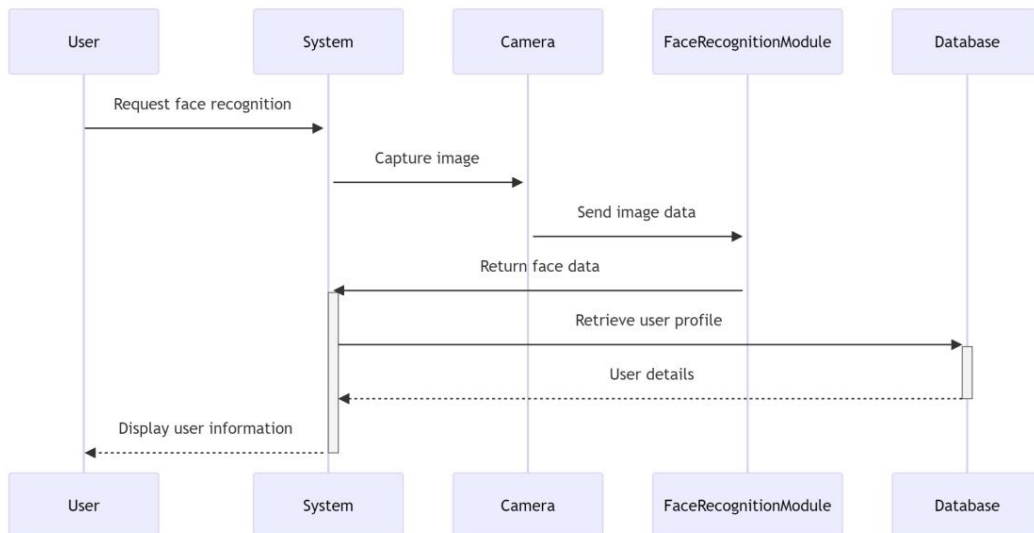 User
System
Camera
FaceRecognitionModule
Database
Request face recognition
Capture image
Send image data
Return face data
Retrieve user profile
User details
Display user information
User
System
Camera
FaceRecognitionModule
Database